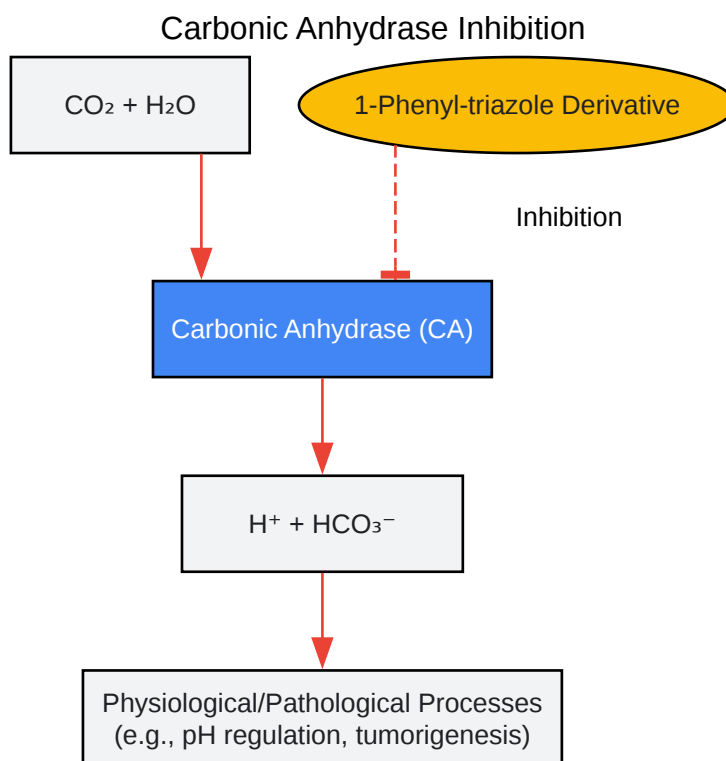 Carbonic Anhydrase Inhibition
CO₂ + H₂O
1-Phenyl-triazole Derivative
Inhibition
Carbonic Anhydrase (CA)
H⁺ + HCO₃⁻
Physiological/Pathological Processes
(e.g., pH regulation, tumorigenesis)